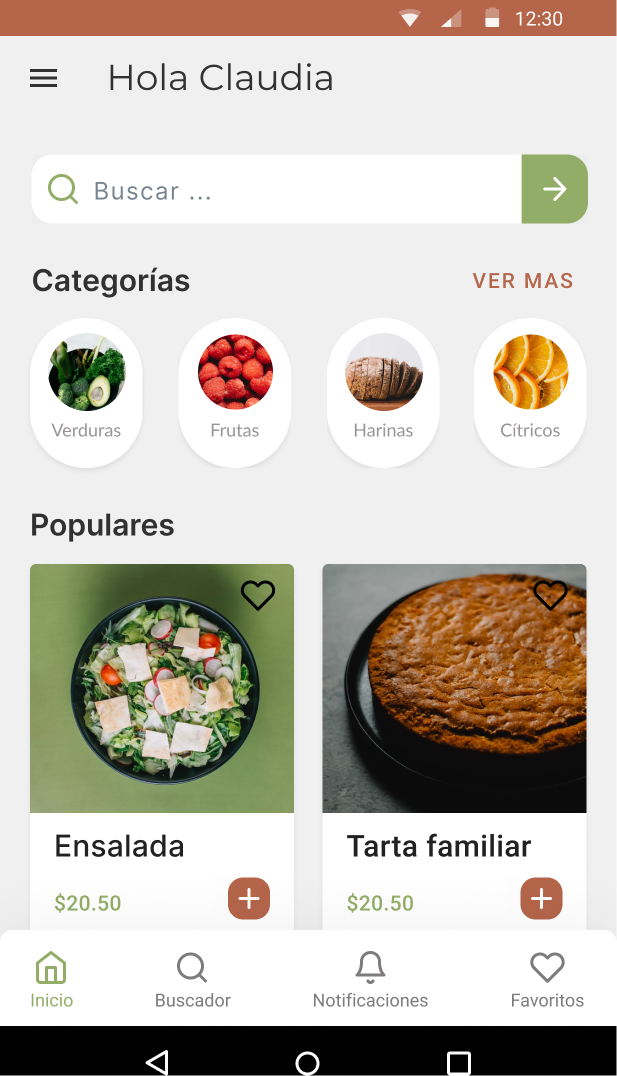 12:30
Hola Claudia
Buscar ...
Categorías VER MAS
Verduras Frutas Harinas Cítricos
Populares
Ensalada Tarta familiar
$20.50 $20.50
Inicio Buscador Notificaciones Favoritos